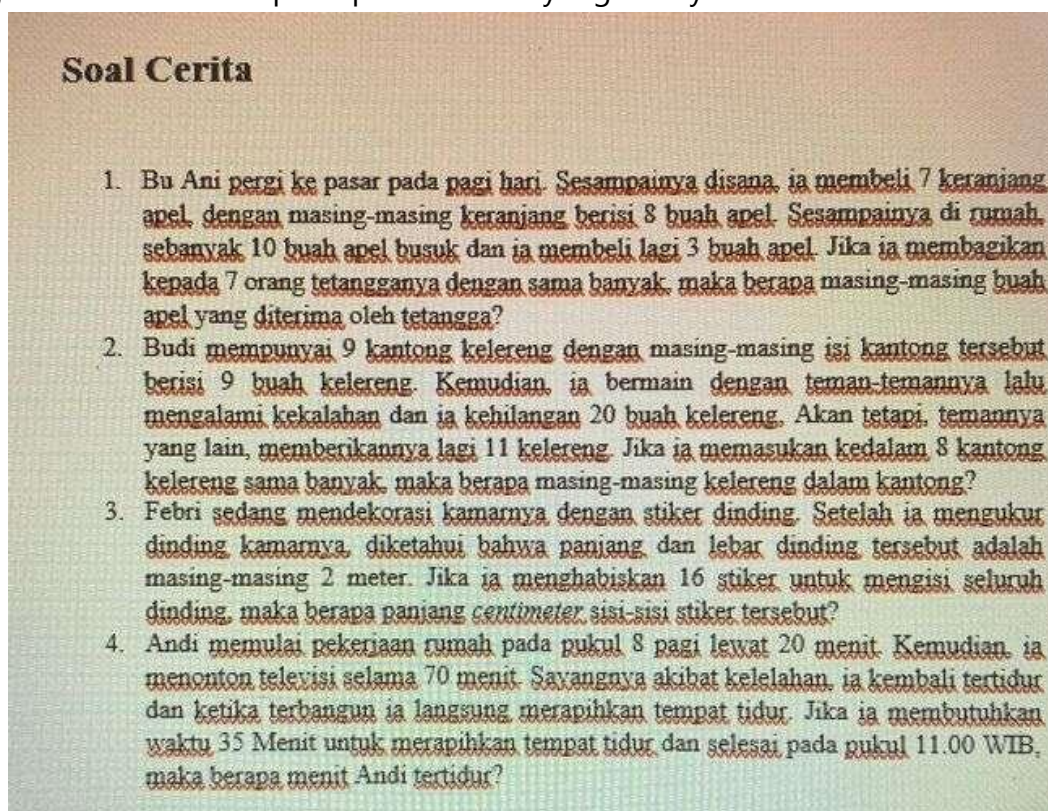 Soal Cerita
1. Bu Ani pergi ke pasar pada pagi hari. Sesampainya disana, ia membeli 7 keranjang
apel, dengan masing-masing keranjang berisi 8 buah apel. Sesampainya di rumah,
sebanyak 10 buah apel busuk dan ia membeli lagi 3 buah apel. Jika ia membagikan
kepada 7 orang tetangganya dengan sama banyak, maka berapa masing-masing buah
apel yang diterima oleh tetangga?
2. Budi mempunyai 9 kantong kelereng dengan masing-masing isi kantong tersebut
berisi 9 buah kelereng. Kemudian, ia bermain dengan teman-temannya lalu
mengalami kekalahan dan ia kehilangan 20 buah kelereng. Akan tetapi, temannya
yang lain, memberikannya lagi 11 kelereng. Jika ia memasukan kedalam 8 kantong
kelereng sama banyak, maka berapa masing-masing kelereng dalam kantong?
3. Febri sedang mendekorasi kamarnya dengan stiker dinding. Setelah ia mengukur
dinding kamarnya, diketahui bahwa panjang dan lebar dinding tersebut adalah
masing-masing 2 meter. Jika ia menghabiskan 16 stiker untuk mengisi seluruh
dinding, maka berapa panjang centimeter sisi-sisi stiker tersebut?
4. Andi memulai pekerjaan rumah pada pukul 8 pagi lewat 20 menit. Kemudian, ia
menonton televisi selama 70 menit. Sayangnya akibat kelelahan, ia kembali tertidur
dan ketika terbangun ia langsung merapihkan tempat tidur. Jika ia membutuhkan
waktu 35 Menit untuk merapihkan tempat tidur dan selesai pada pukul 11.00 WIB,
maka berapa menit Andi tertidur?